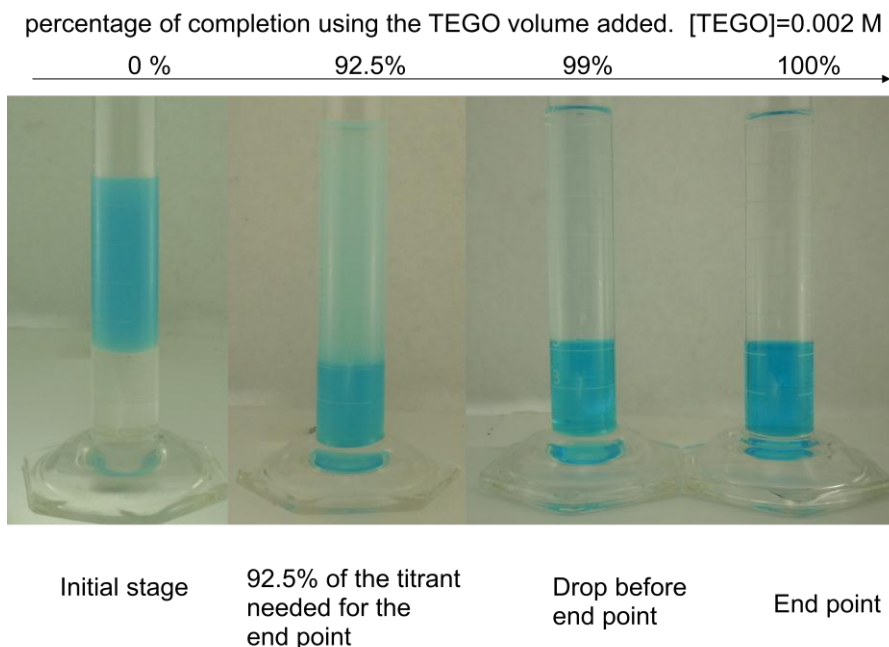 percentage of completion using the TEGO volume added. [TEGO]=0.002 M
0 % 92.5% 99% 100%
Initial stage
92.5% of the titrant
needed for the
end point
Drop before
end point
End point